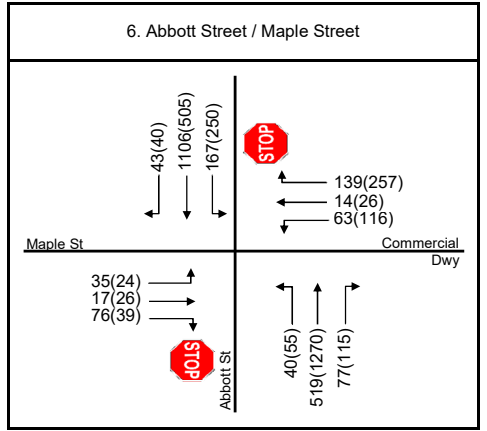 6. Abbott Street / Maple Street
43(40)
1106(505)
167(250)
STOP
139(257)
14(26)
63(116)
Maple St
Commercial
Dwy
35(24)
17(26)
76(39)
STOP
Abbott St
40(55)
519(1270)
77(115)